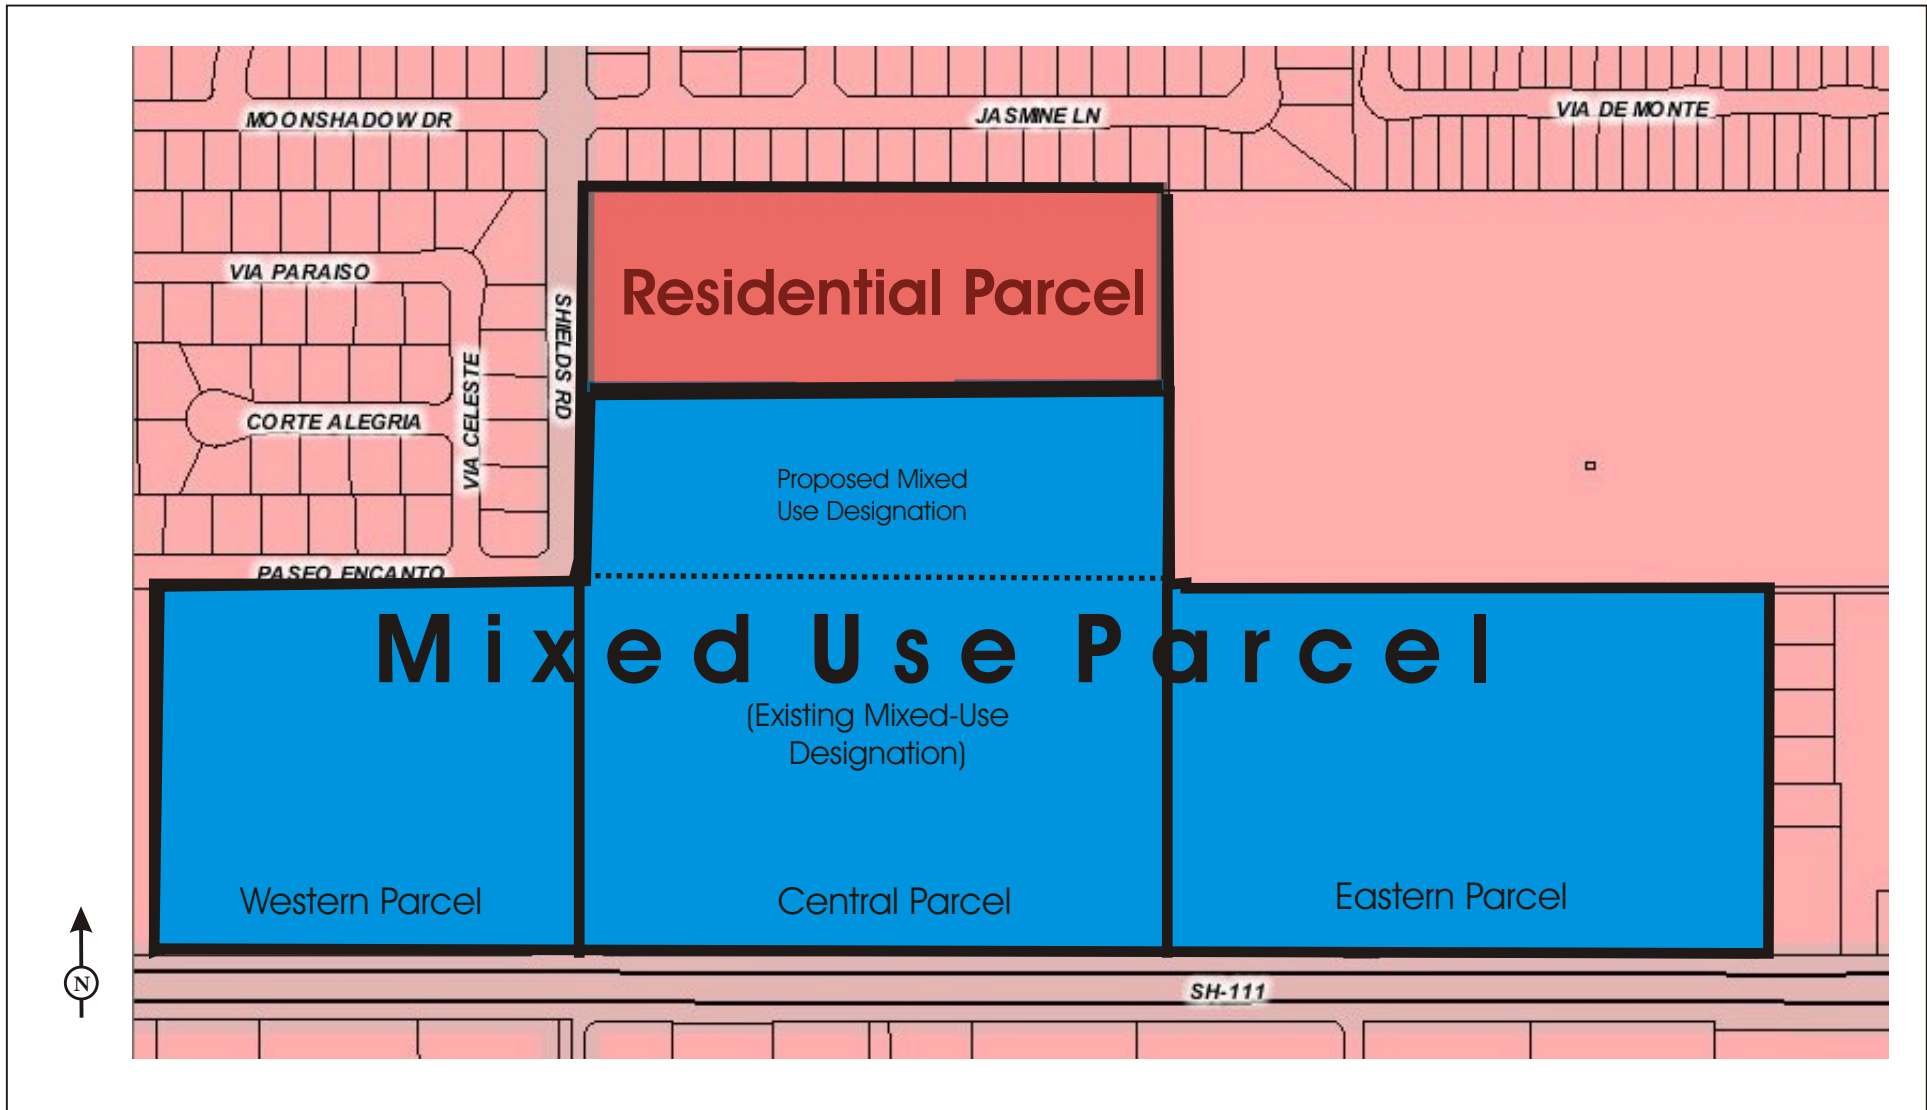 MOONSHADOW DR
JASMINE LN
VIA DE MONTE
VIA PARAISO
Residential Parcel
SHIELDS RD
VIA CELESTE
CORTE ALEGRIA
Proposed Mixed
Use Designation
PASEO ENCANTO
Mixed Use Parcel
(Existing Mixed-Use
Designation)
Western Parcel
Central Parcel
Eastern Parcel
N
SH-111